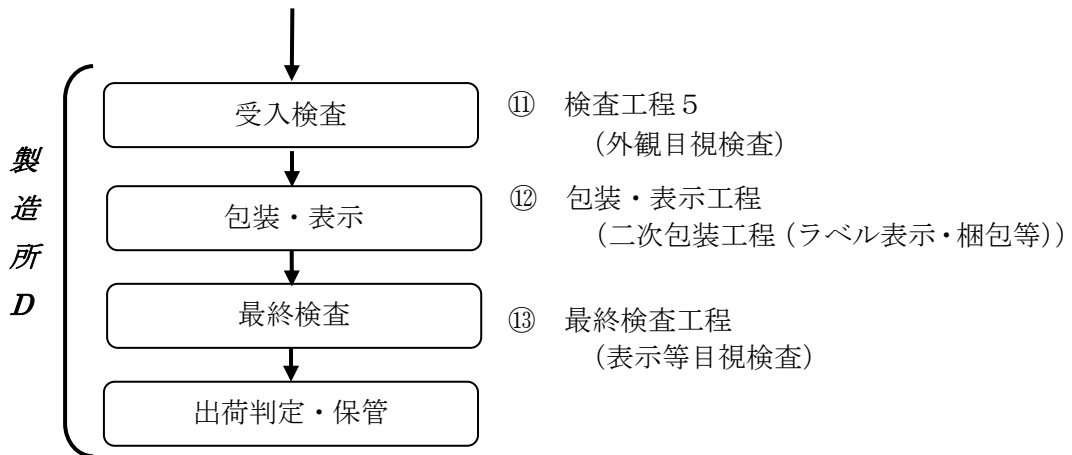 製造所D
受入検査
⑪ 検査工程5
(外観目視検査)
包装・表示
⑫ 包装・表示工程
(二次包装工程(ラベル表示・梱包等))
最終検査
⑬ 最終検査工程
(表示等目視検査)
出荷判定・保管